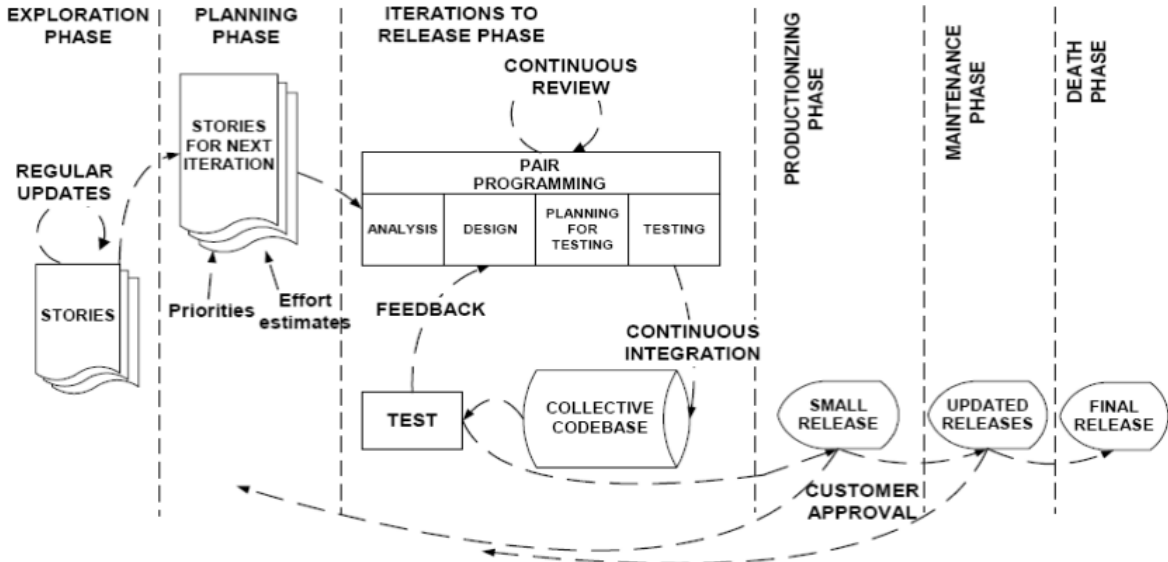 EXPLORATION
PHASE
PLANNING
PHASE
ITERATIONS TO
RELEASE PHASE
PRODUCTIONIZING
PHASE
MAINTENANCE
PHASE
DEATH
PHASE
REGULAR
UPDATES
STORIES
STORIES
FOR NEXT
ITERATION
Priorities
Effort
estimates
CONTINUOUS
REVIEW
PAIR
PROGRAMMING
ANALYSIS
DESIGN
PLANNING
FOR
TESTING
TESTING
FEEDBACK
CONTINUOUS
INTEGRATION
TEST
COLLECTIVE
CODEBASE
SMALL
RELEASE
UPDATED
RELEASES
FINAL
RELEASE
CUSTOMER
APPROVAL